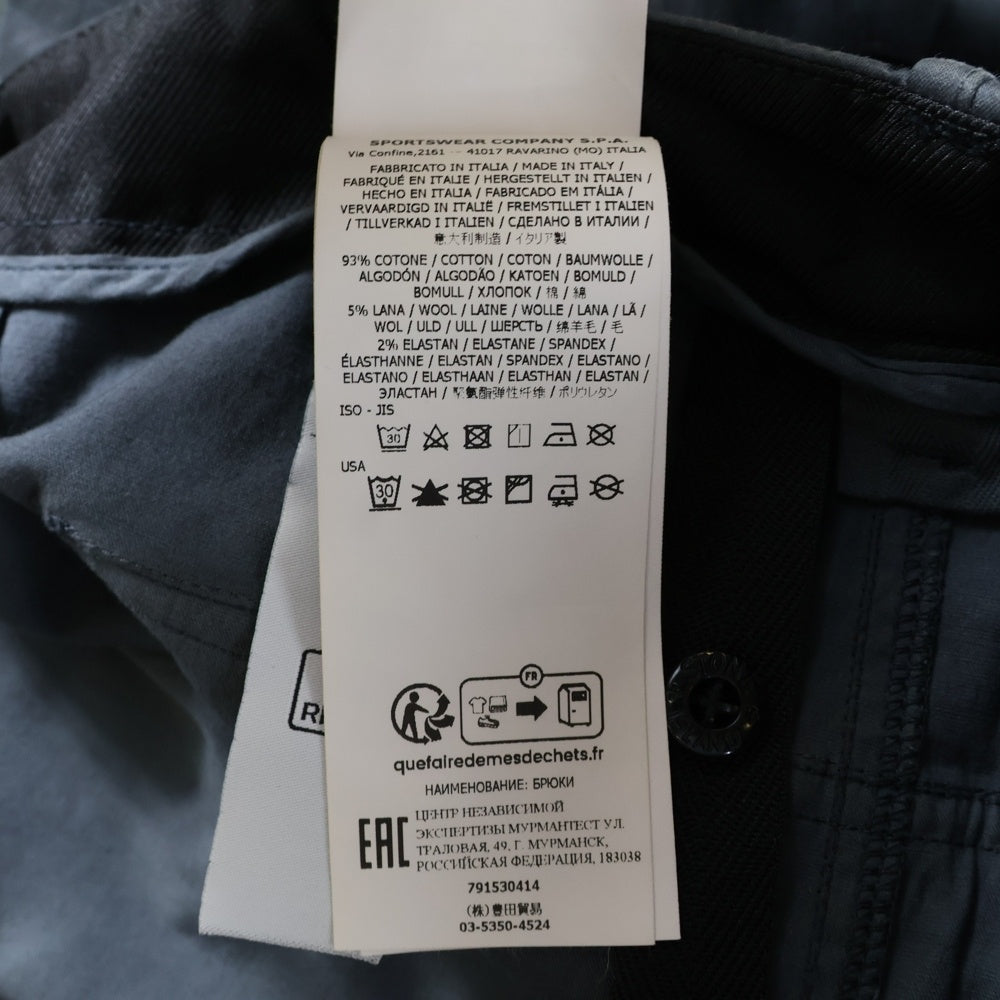 SPORTSWEAR COMPANY S.P.A.
Via Confine,2161 -- 41017 RAVARINO (MO) ITALIA
FABBRICATO IN ITALIA / MADE IN ITALY /
FABRIQUÉ EN ITALIE / HERGESTELLT IN ITALIEN /
HECHO EN ITALIA / FABRICADO EM ITÁLIA /
VERVAARDIGD IN ITALIË / FREMSTILLET I ITALIEN
/ TILLVERKAD I ITALIEN / СДЕЛАНО В ИТАЛИИ /
意大利制造 / イタリア製
93% COTONE / COTTON / COTON / BAUMWOLLE /
ALGODÓN / ALGODÃO / KATOEN / BOMULD /
BOMULL / ХЛОПОК / 棉 / 綿
5% LANA / WOOL / LAINE / WOLLE / LANA / LÃ /
WOL / ULD / ULL / ШЕРСТЬ / 绵羊毛 / 毛
2% ELASTAN / ELASTANE / SPANDEX /
ÉLASTHANNE / ELASTAN / SPANDEX / ELASTANO /
ELASTANO / ELASTHAAN / ELASTHAN / ELASTAN /
ЭЛАСТАН / 聚氨酯弹性纤维 / ポリウレタン
ISO - JIS
30
USA
30
FR
RE
quefairedemesdechets.fr
НАИМЕНОВАНИЕ: БРЮКИ
EAC
ЦЕНТР НЕЗАВИСИМОЙ
ЭКСПЕРТИЗЫ МУРМАНТЕСТ УЛ.
ТРАЛОВАЯ, 49, Г. МУРМАНСК,
РОССИЙСКАЯ ФЕДЕРАЦИЯ, 183038
791530414
(株)豊田貿易
03-5350-4524